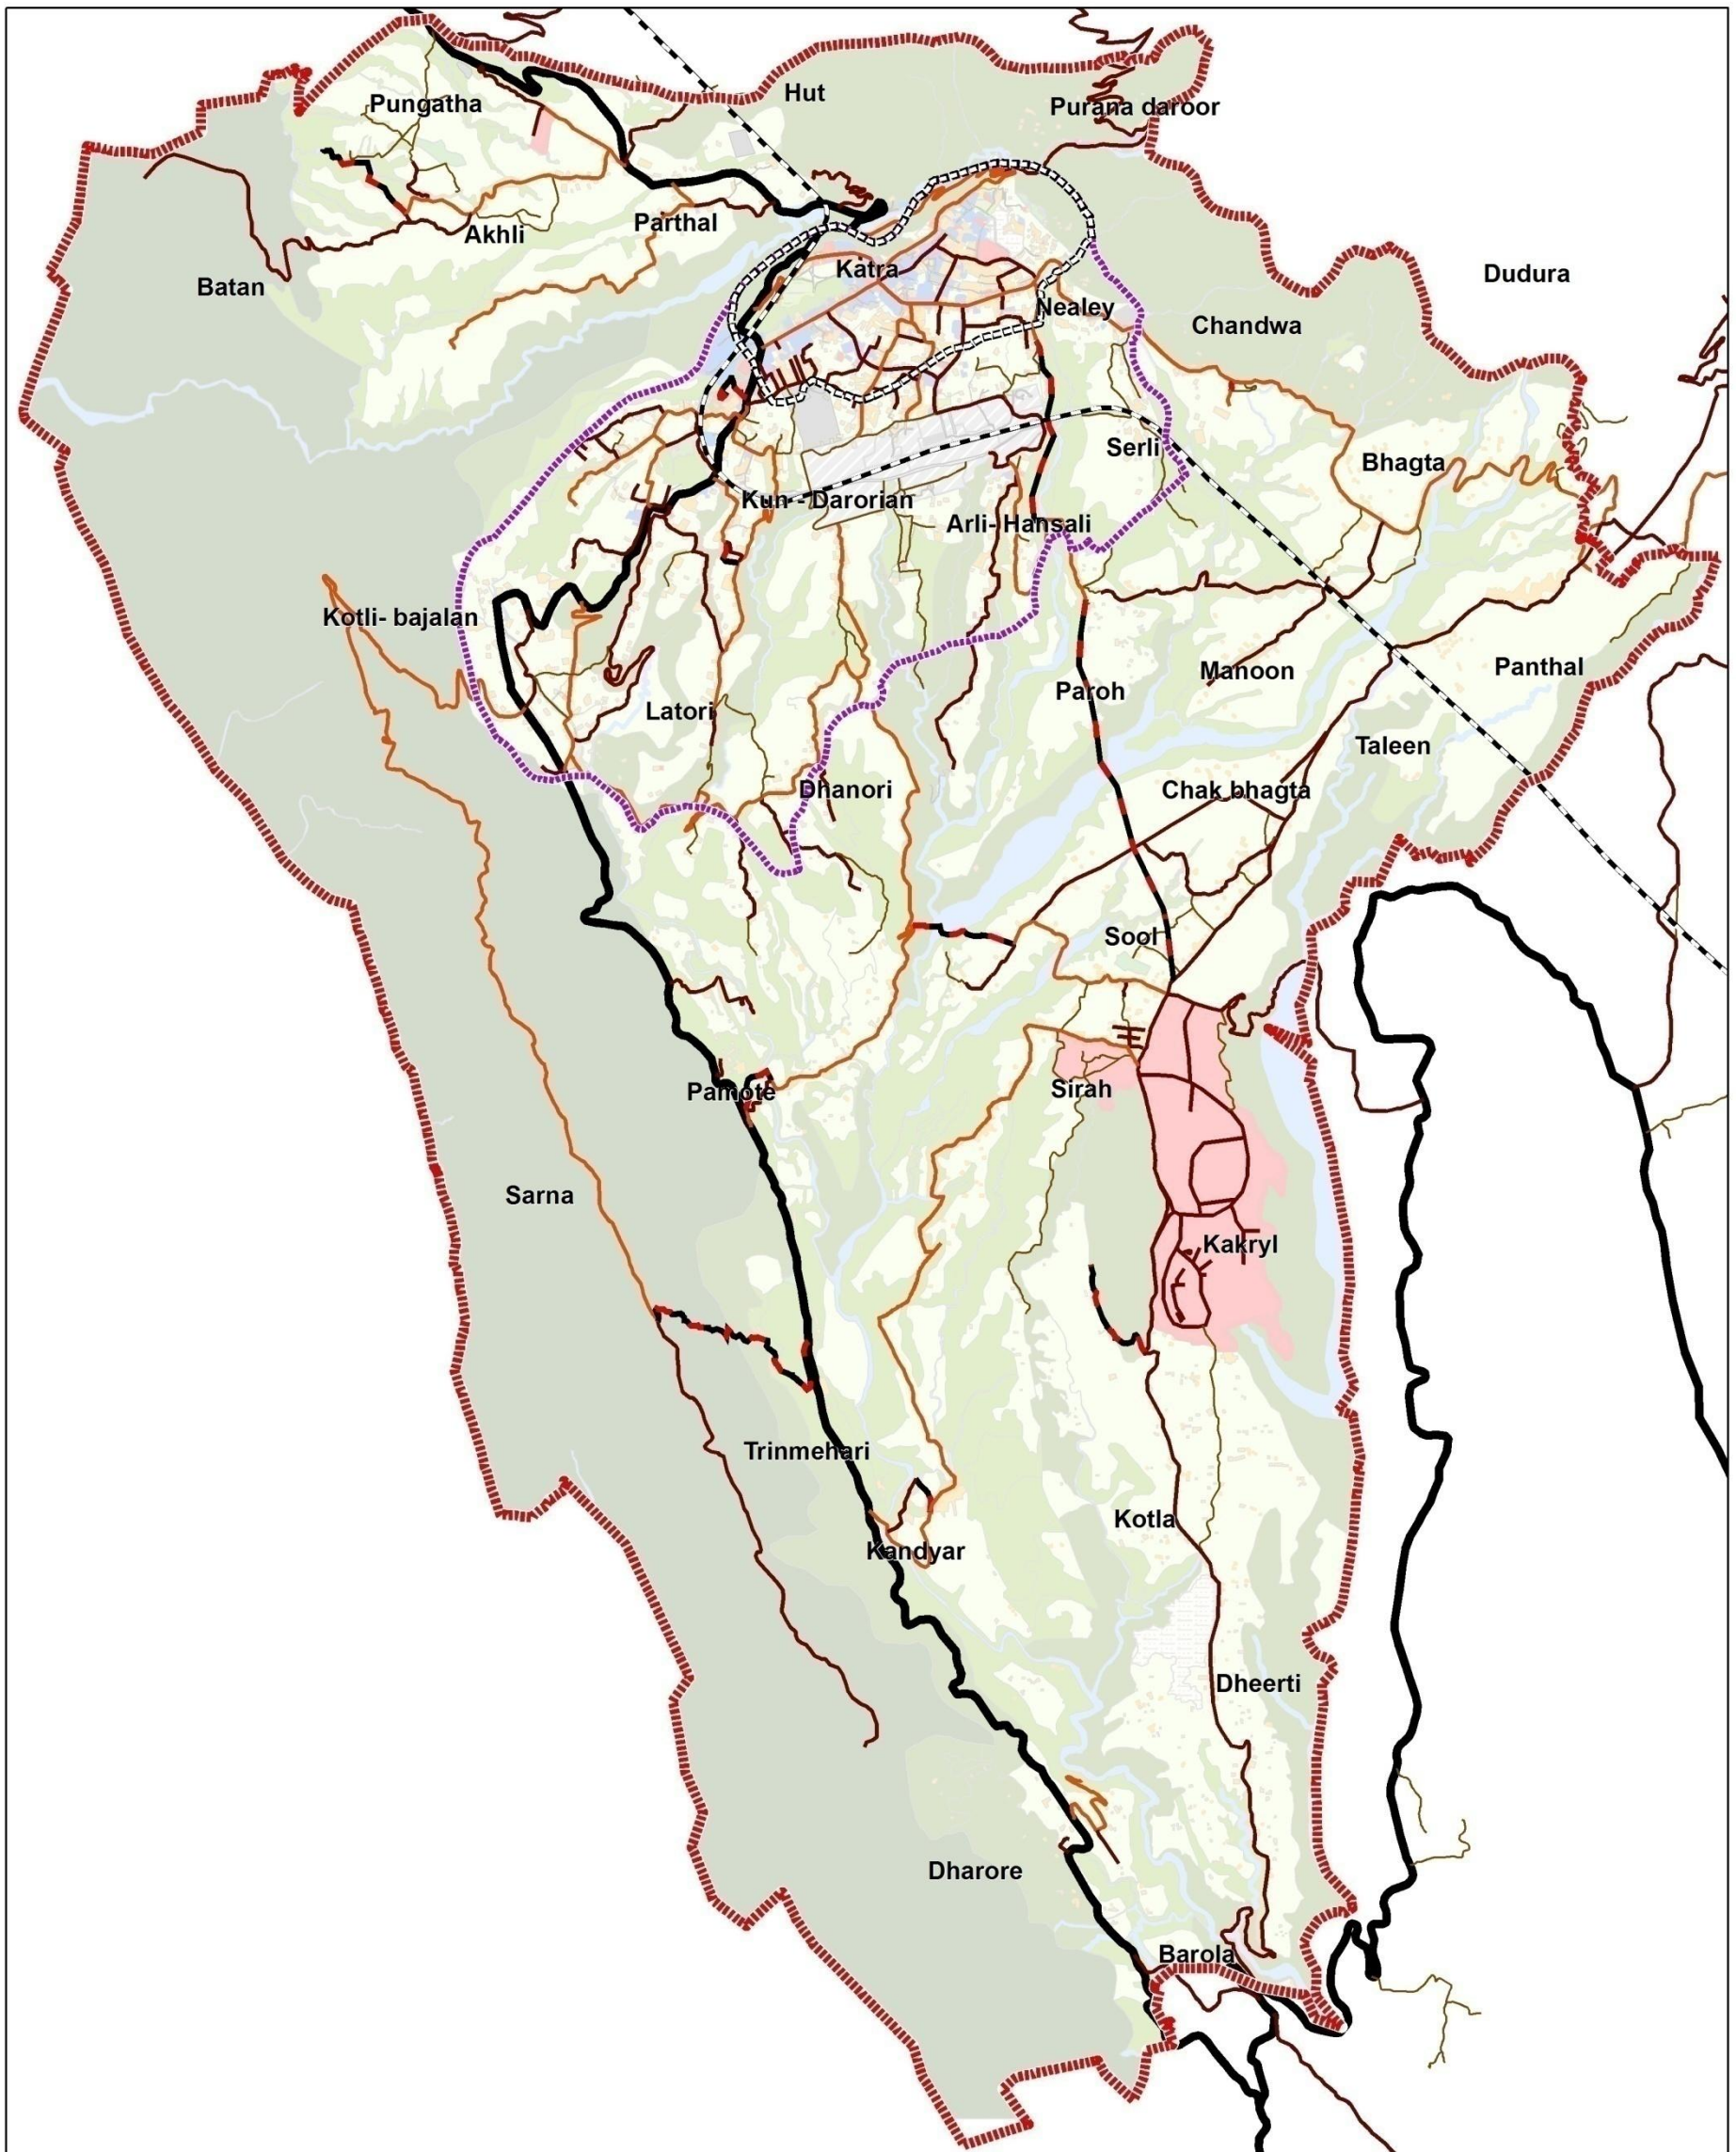 Hut
Pungatha
Purana daroor
Parthal
Akhli
Katra
Dudura
Batan
Nealey
Chandwa
Serli
Bhagta
Kun - Darorian
Arli- Hansali
Kotli- bajalan
Manoon
Panthal
Paroh
Latori
Taleen
Dhanori
Chak bhagta
Sool
Sirah
Pamote
Sarna
Kakryl
Trinmehari
Kotla
Kandyar
Dheerti
Dharore
Barola